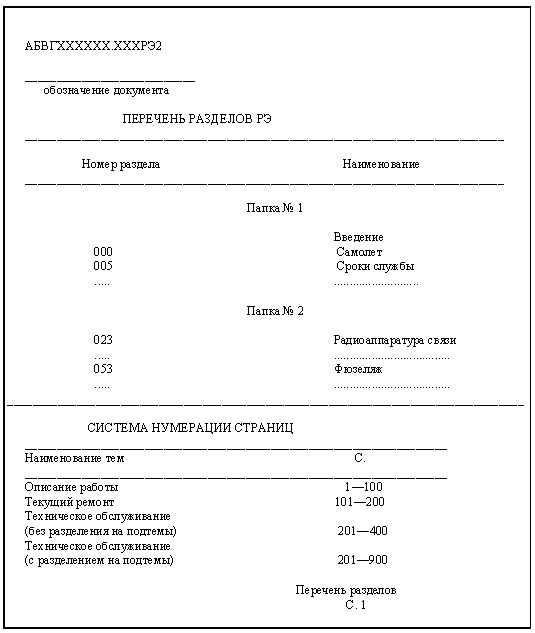 АБВГХХХХХХ.ХХХРЭ2
обозначение документа
ПЕРЕЧЕНЬ РАЗДЕЛОВ РЭ
Номер раздела Наименование
Папка № 1
Введение
000 Самолет
005 Сроки службы
..... ...........................
Папка № 2
023 Радиоаппаратура связи
..... .....................................
053 Фюзеляж
..... .....................................
СИСТЕМА НУМЕРАЦИИ СТРАНИЦ
Наименование тем С.
Описание работы 1—100
Текущий ремонт 101—200
Техническое обслуживание
(без разделения на подтемы) 201—400
Техническое обслуживание
(с разделением на подтемы) 201—900
Перечень разделов
С. 1